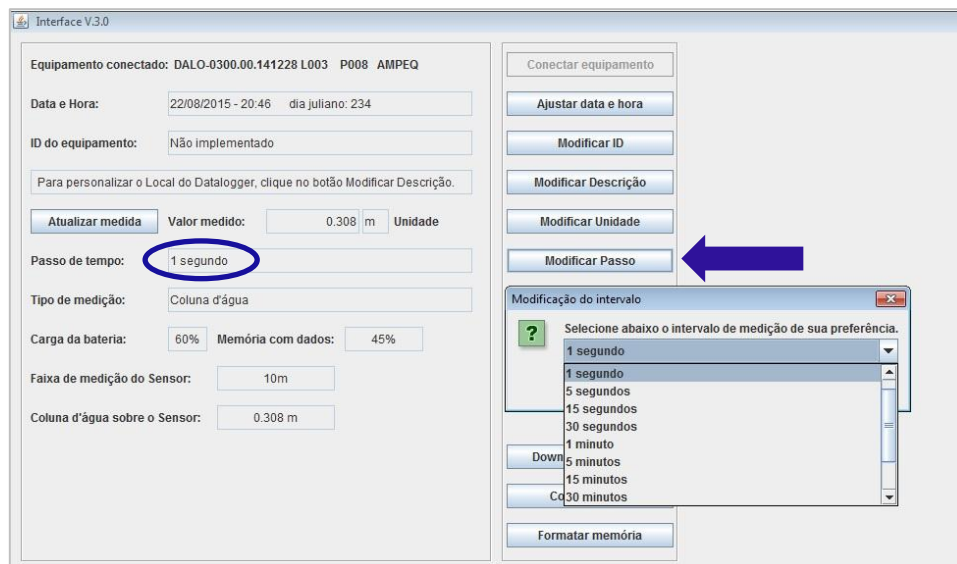 Interface V.3.0
Equipamento conectado: DALO-0300.00.141228 L003 P008 AMPEQ
Data e Hora: 22/08/2015 - 20:46 dia juliano: 234
ID do equipamento: Não implementado
Para personalizar o Local do Datalogger, clique no botão Modificar Descrição.
Atualizar medida Valor medido: 0.308 m Unidade
Passo de tempo: 1 segundo
Tipo de medição: Coluna d'água
Carga da bateria: 60% Memória com dados: 45%
Faixa de medição do Sensor: 10m
Coluna d'água sobre o Sensor: 0.308 m
Conectar equipamento
Ajustar data e hora
Modificar ID
Modificar Descrição
Modificar Unidade
Modificar Passo
Modificação do intervalo
Selecione abaixo o intervalo de medição de sua preferência.
1 segundo
1 segundo
5 segundos
15 segundos
30 segundos
1 minuto
5 minutos
15 minutos
30 minutos
Down
Co
Formatar memória